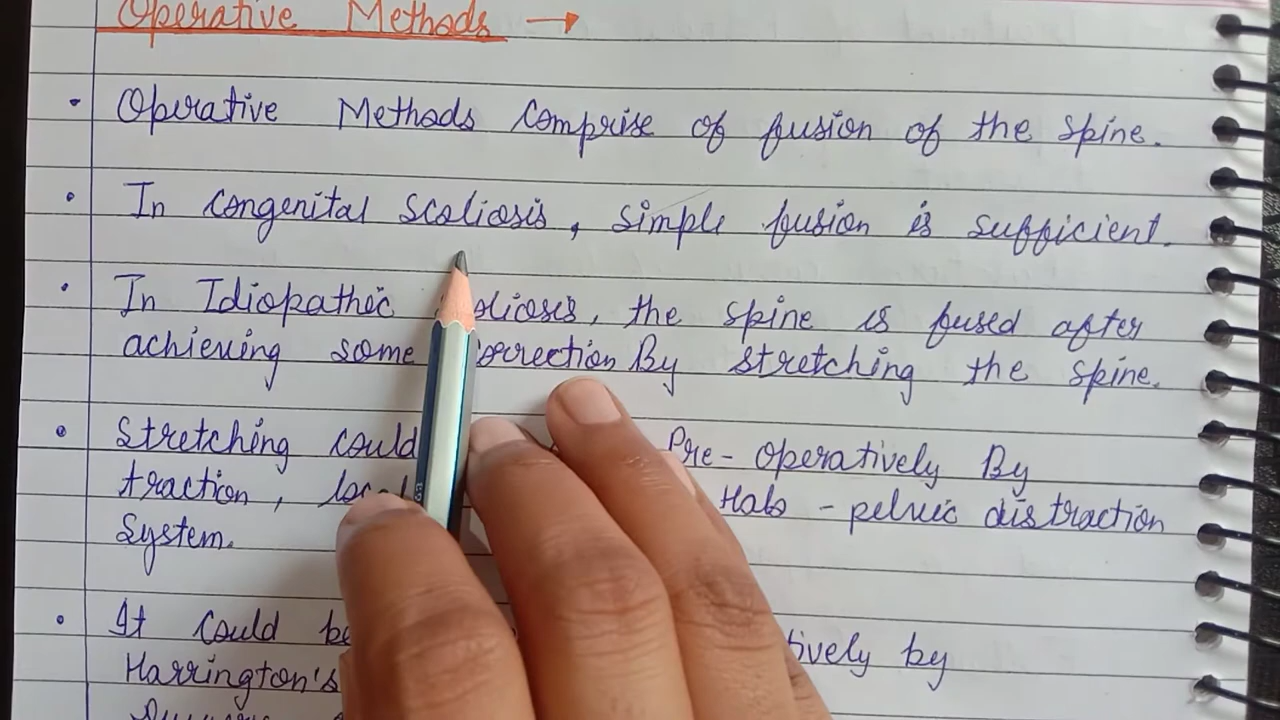 Operative Methods →
• Operative Methods comprise of fusion of the spine.
• In congenital scoliosis, simple fusion is sufficient.
• In Idiopathic the spine is fused after
achieving some By stretching the spine.
• Stretching could Pre-Operatively By
traction, Halo-pelvic distraction
System.
• It could by
Harrington's